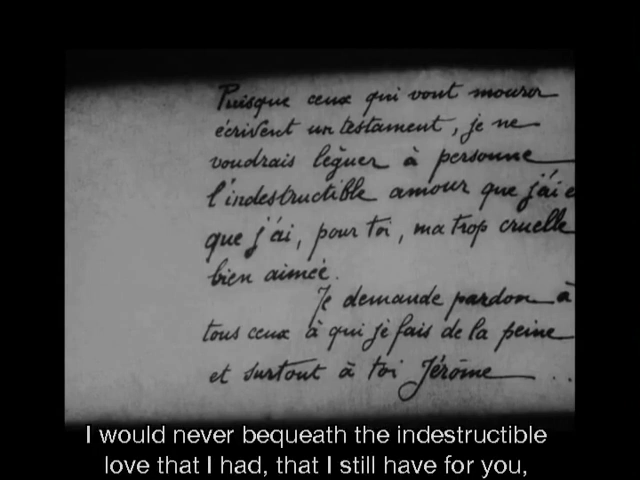 Puisque ceux qui vont mourir
écrivent un testament, je ne
voudrais léguer à personne
l'indestructible amour que j'ai e
que j'ai, pour toi, ma trop cruelle
bien aimée.
Je demande pardon à
tous ceux à qui je fais de la peine
et surtout à toi Jérôme ..
I would never bequeath the indestructible
love that I had, that I still have for you,